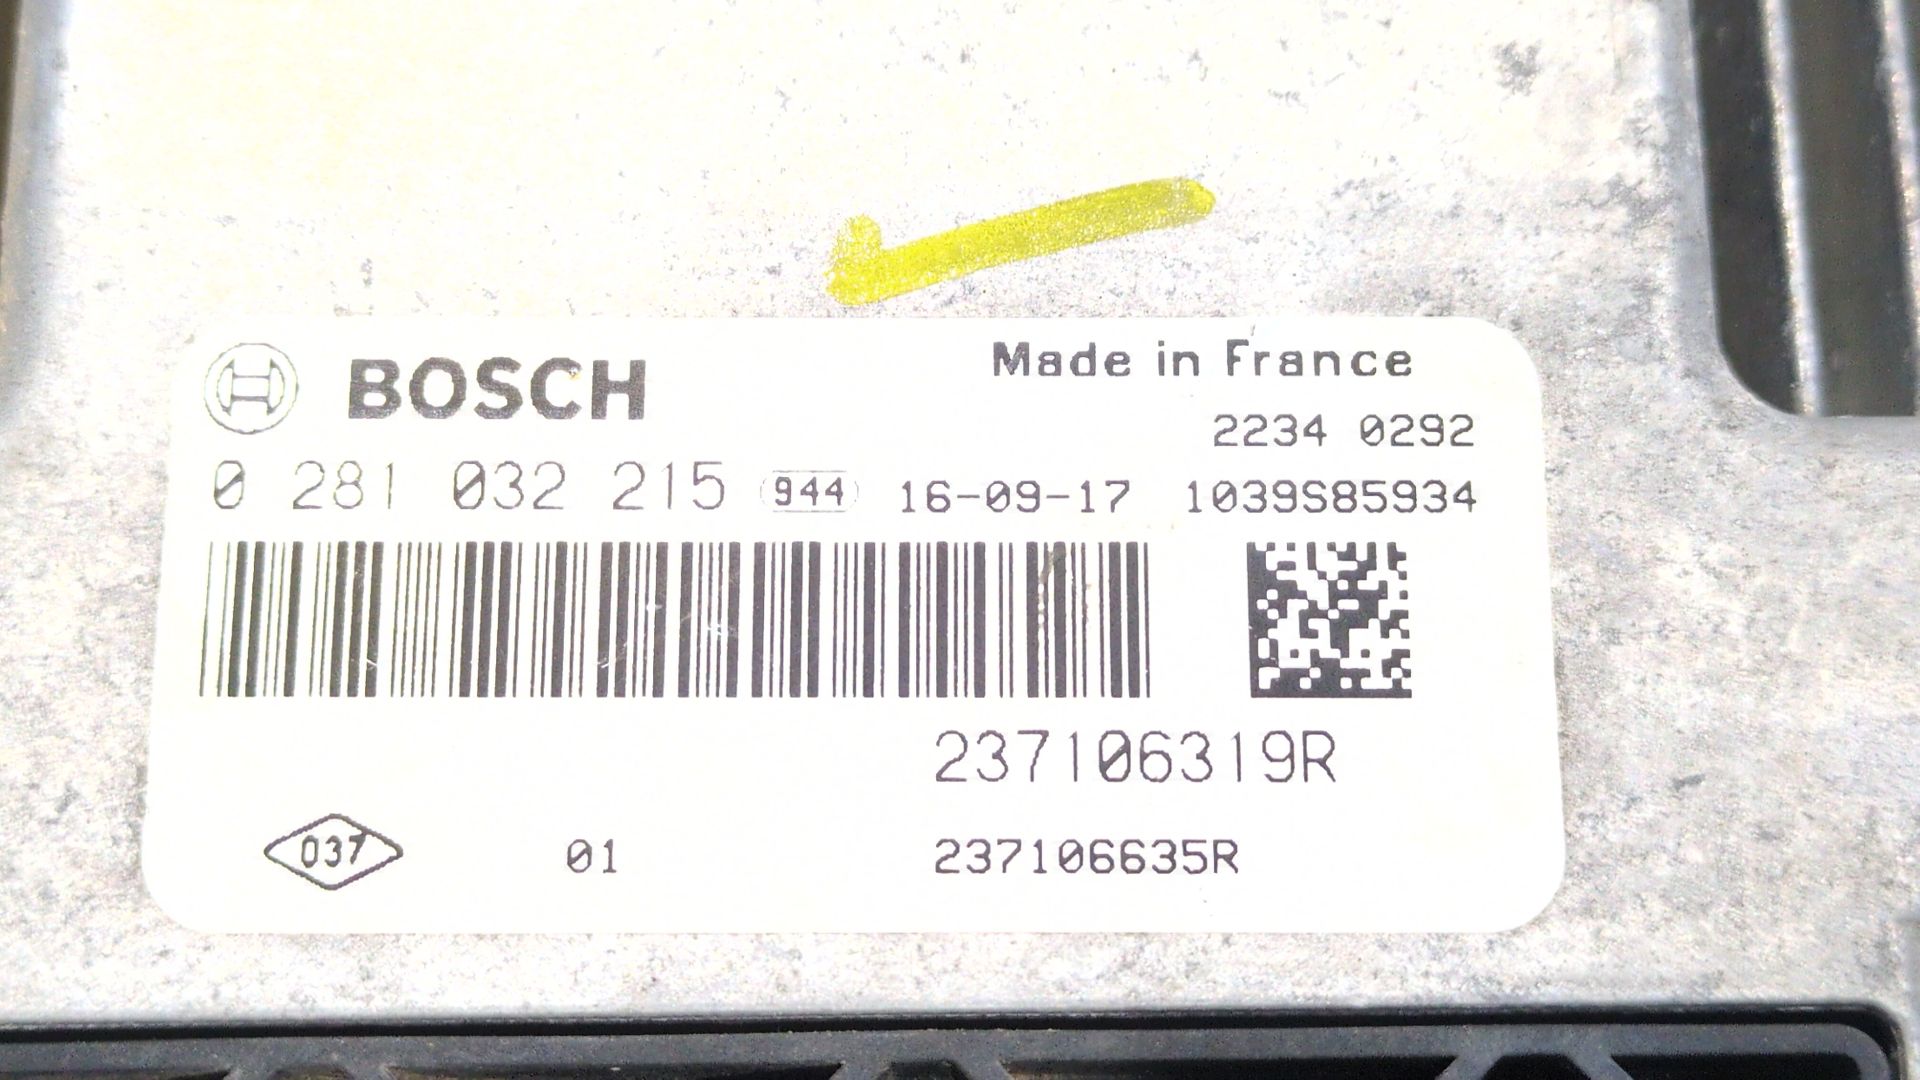 BOSCH
Made in France
2234 0292
0 281 032 215 944 16-09-17 1039S85934
237106319R
037 01 237106635R